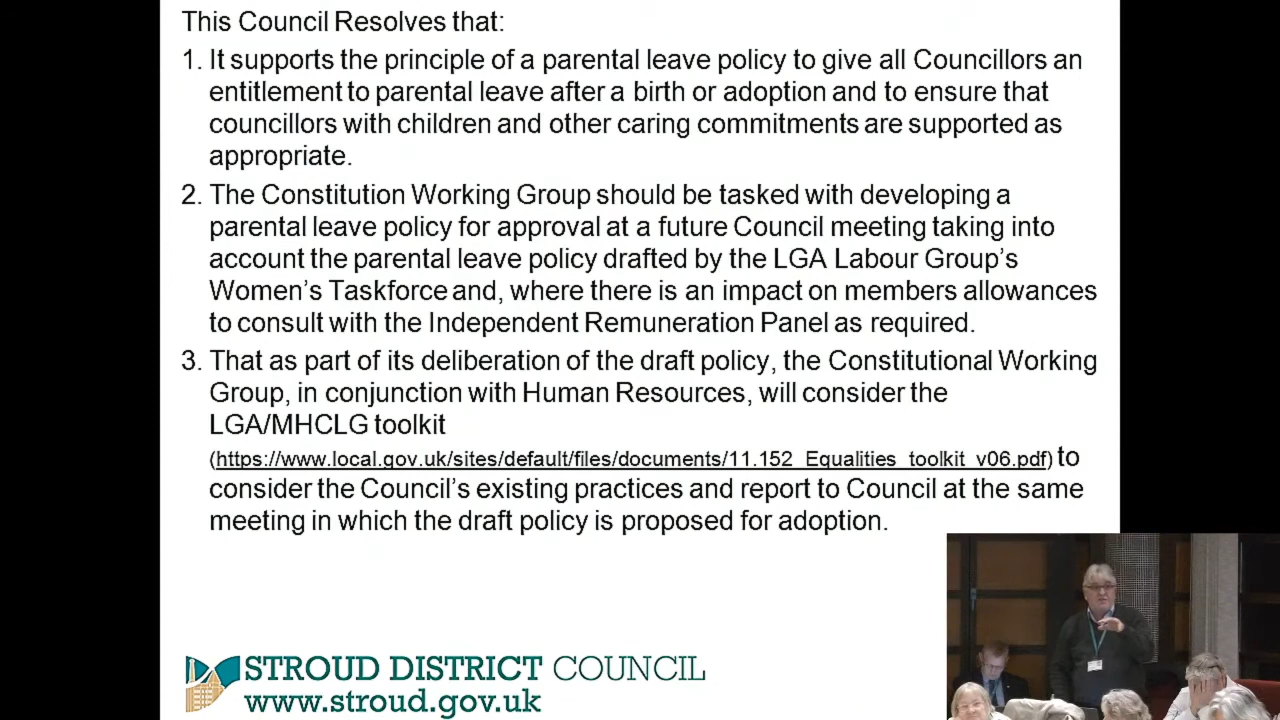 This Council Resolves that:
1. It supports the principle of a parental leave policy to give all Councillors an
entitlement to parental leave after a birth or adoption and to ensure that
councillors with children and other caring commitments are supported as
appropriate.
2. The Constitution Working Group should be tasked with developing a
parental leave policy for approval at a future Council meeting taking into
account the parental leave policy drafted by the LGA Labour Group's
Women's Taskforce and, where there is an impact on members allowances
to consult with the Independent Remuneration Panel as required.
3. That as part of its deliberation of the draft policy, the Constitutional Working
Group, in conjunction with Human Resources, will consider the
LGA/MHCLG toolkit
(https://www.local.gov.uk/sites/default/files/documents/11.152_Equalities_toolkit_v06.pdf) to
consider the Council's existing practices and report to Council at the same
meeting in which the draft policy is proposed for adoption.
STROUD DISTRICT COUNCIL
www.stroud.gov.uk